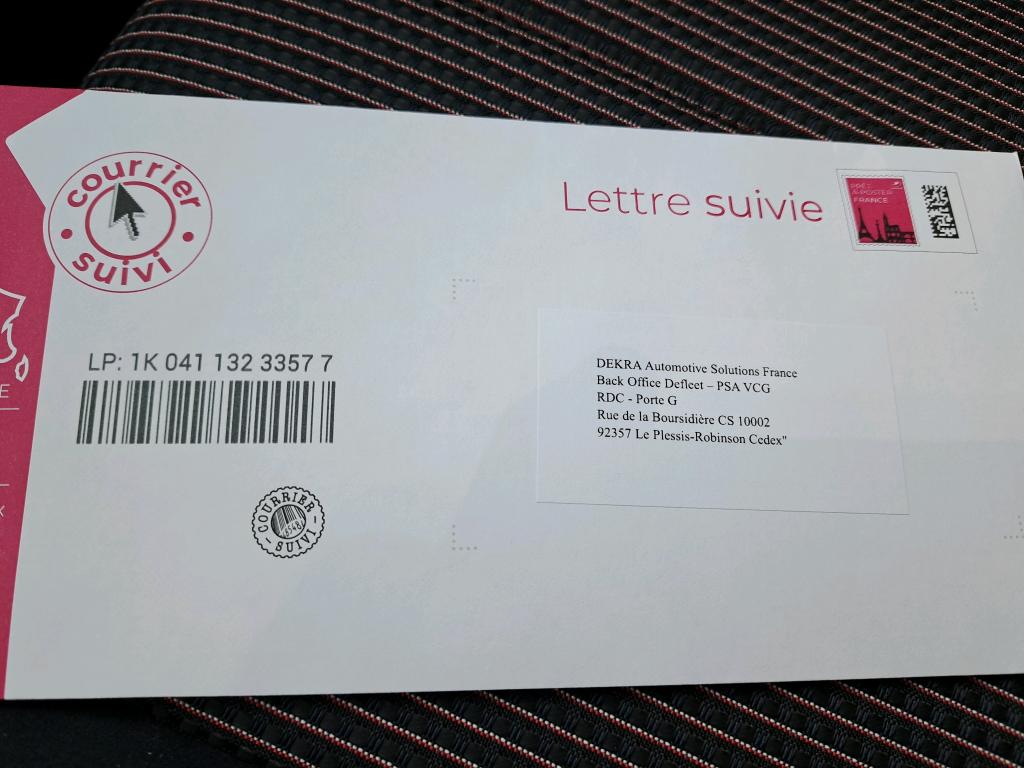 courrier
suivi
Lettre suivie
PRÊT
À POSTER
FRANCE
LP: 1K 041 132 3357 7
DEKRA Automotive Solutions France
Back Office Defleet – PSA VCG
RDC - Porte G
Rue de la Boursidière CS 10002
92357 Le Plessis-Robinson Cedex"
COURRIER
SUIVI
E
X